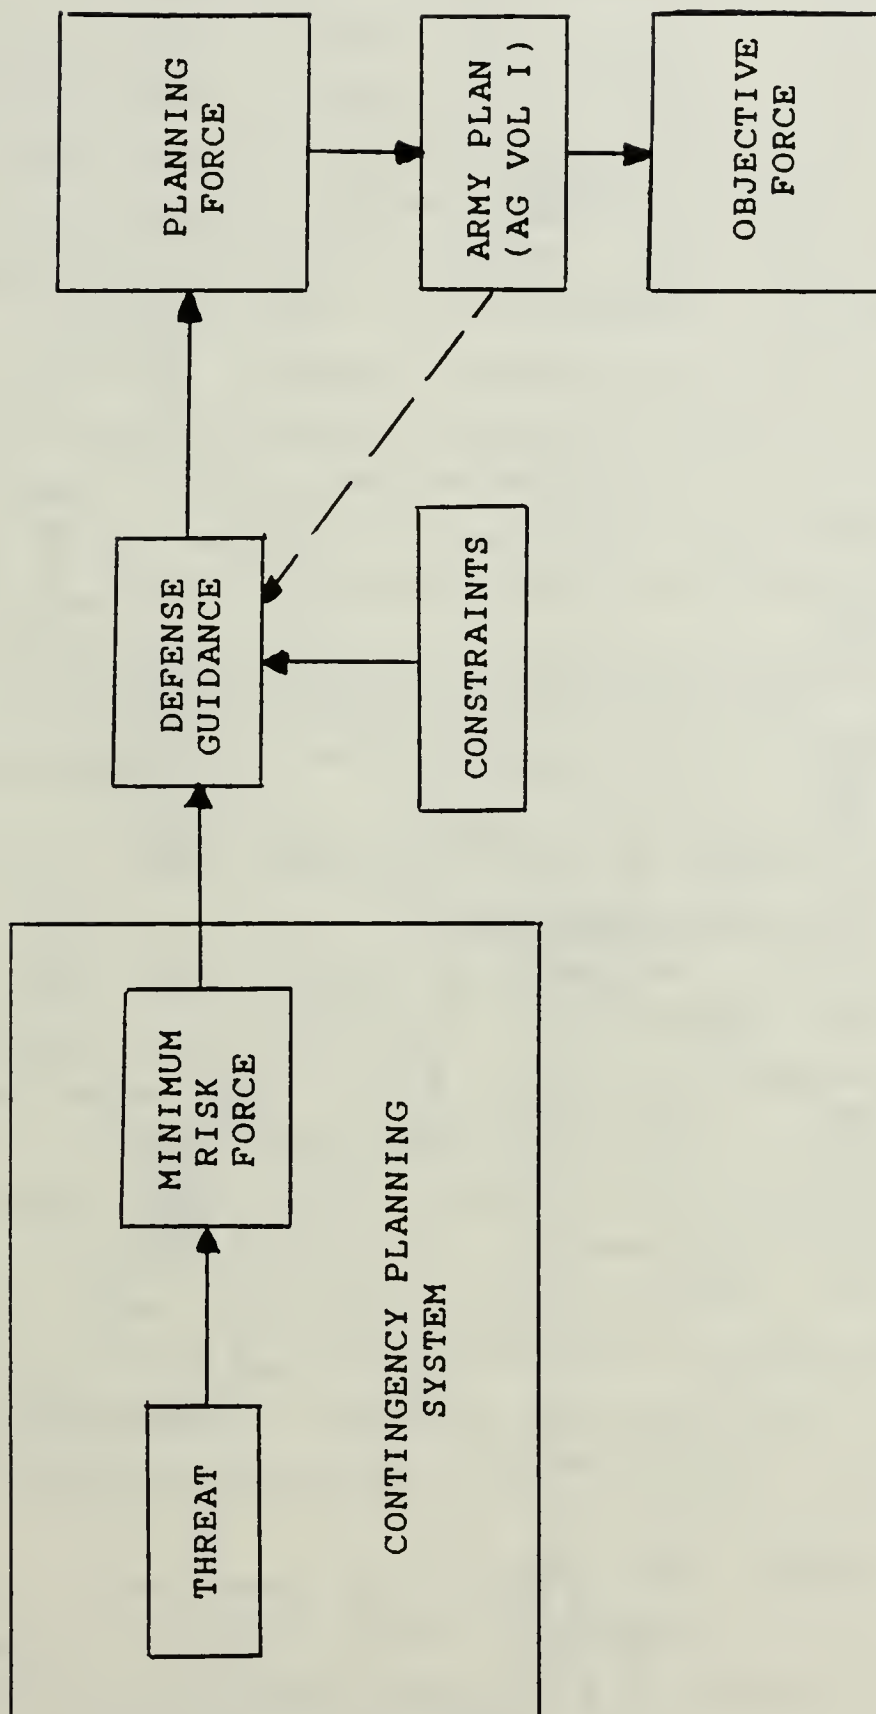 THREAT
CONTINGENCY PLANNING
SYSTEM
MINIMUM
RISK
FORCE
DEFENSE
GUIDANCE
CONSTRAINTS
PLANNING
FORCE
ARMY PLAN
(AG VOL I)
OBJECTIVE
FORCE